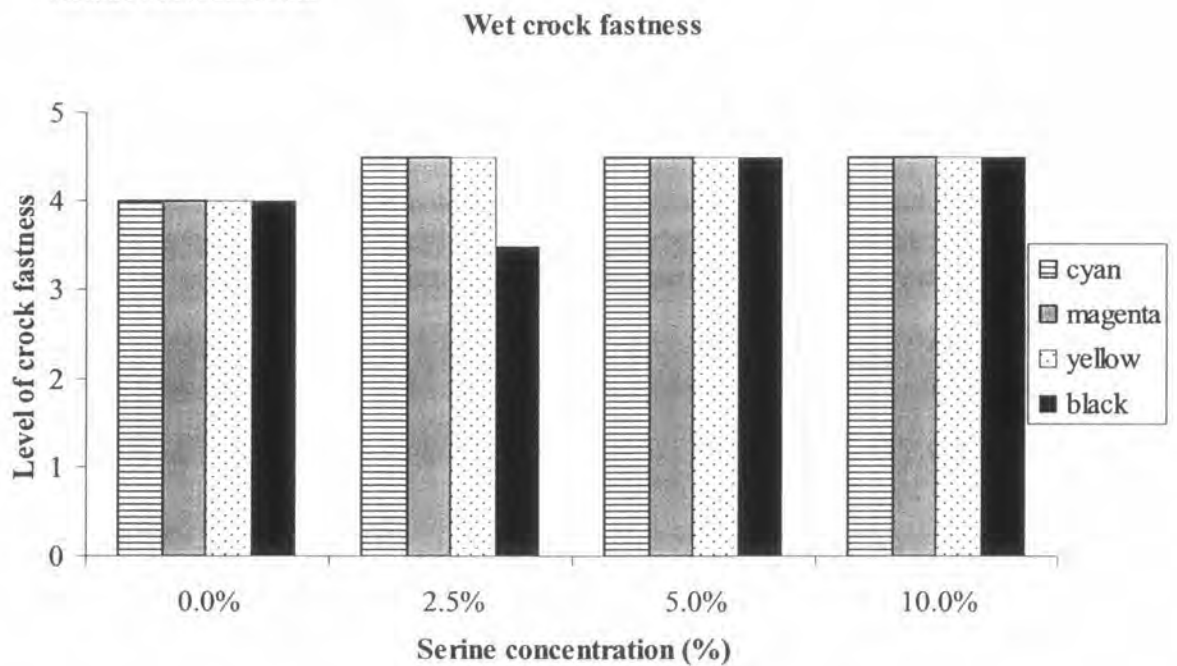 Wet crock fastness
5
4
3
2
1
0
Level of crock fastness
0.0%
2.5%
5.0%
10.0%
Serine concentration (%)
cyan
magenta
yellow
black